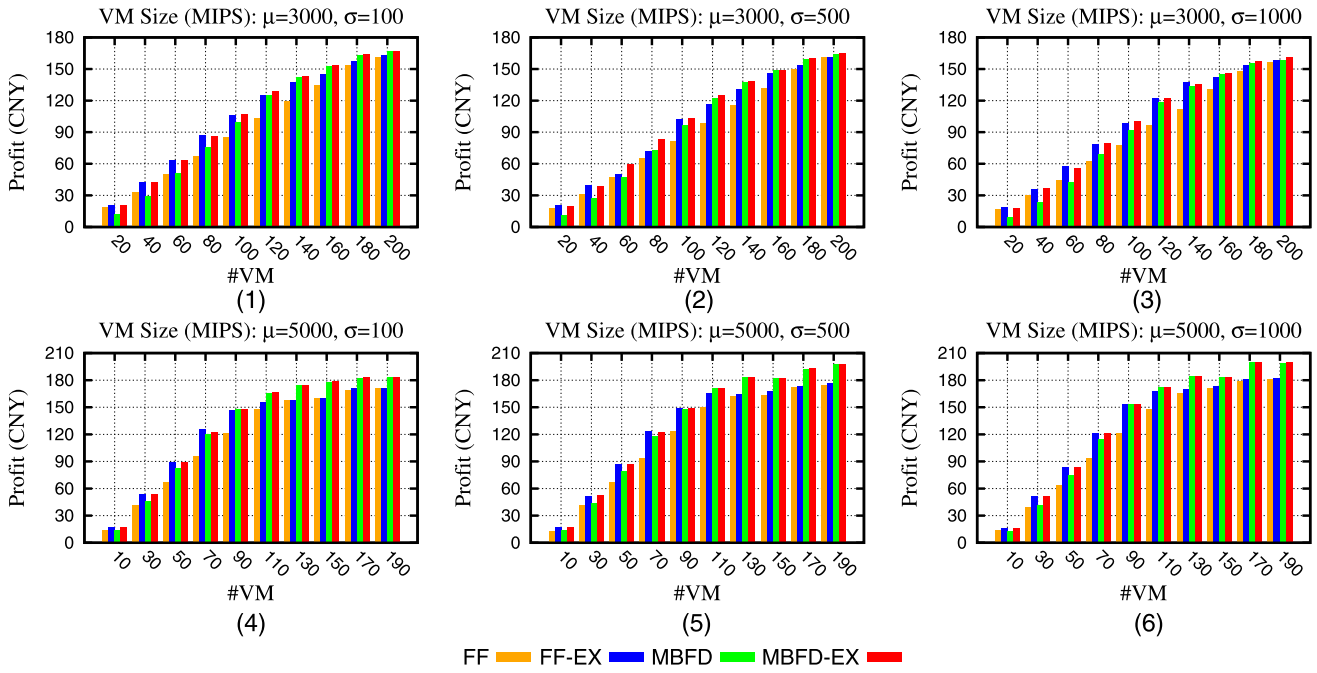 VM Size (MIPS): μ=3000, σ=100
180
150
120
90
60
30
0
Profit (CNY)
20 40 60 80 100 120 140 160 180 200
#VM
(1)
VM Size (MIPS): μ=3000, σ=500
180
150
120
90
60
30
0
Profit (CNY)
20 40 60 80 100 120 140 160 180 200
#VM
(2)
VM Size (MIPS): μ=3000, σ=1000
180
150
120
90
60
30
0
Profit (CNY)
20 40 60 80 100 120 140 160 180 200
#VM
(3)
VM Size (MIPS): μ=5000, σ=100
210
180
150
120
90
60
30
0
Profit (CNY)
10 30 50 70 90 110 130 150 170 190
#VM
(4)
VM Size (MIPS): μ=5000, σ=500
210
180
150
120
90
60
30
0
Profit (CNY)
10 30 50 70 90 110 130 150 170 190
#VM
(5)
VM Size (MIPS): μ=5000, σ=1000
210
180
150
120
90
60
30
0
Profit (CNY)
10 30 50 70 90 110 130 150 170 190
#VM
(6)
FF FF-EX MBFD MBFD-EX